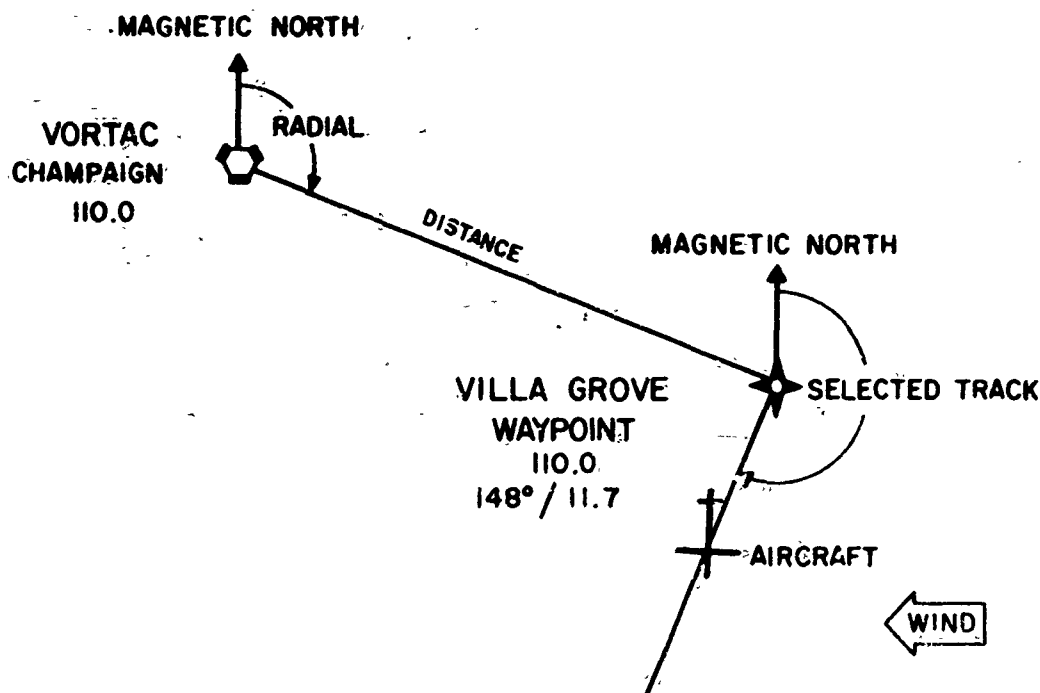 MAGNETIC NORTH
RADIAL
VORTAC
CHAMPAIGN
110.0
DISTANCE
MAGNETIC NORTH
VILLA GROVE
WAYPOINT
110.0
148°/ 11.7
SELECTED TRACK
AIRCRAFT
WIND